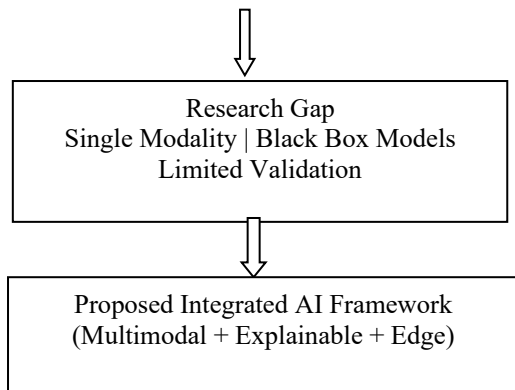 Research Gap
Single Modality | Black Box Models
Limited Validation
Proposed Integrated AI Framework
(Multimodal + Explainable + Edge)